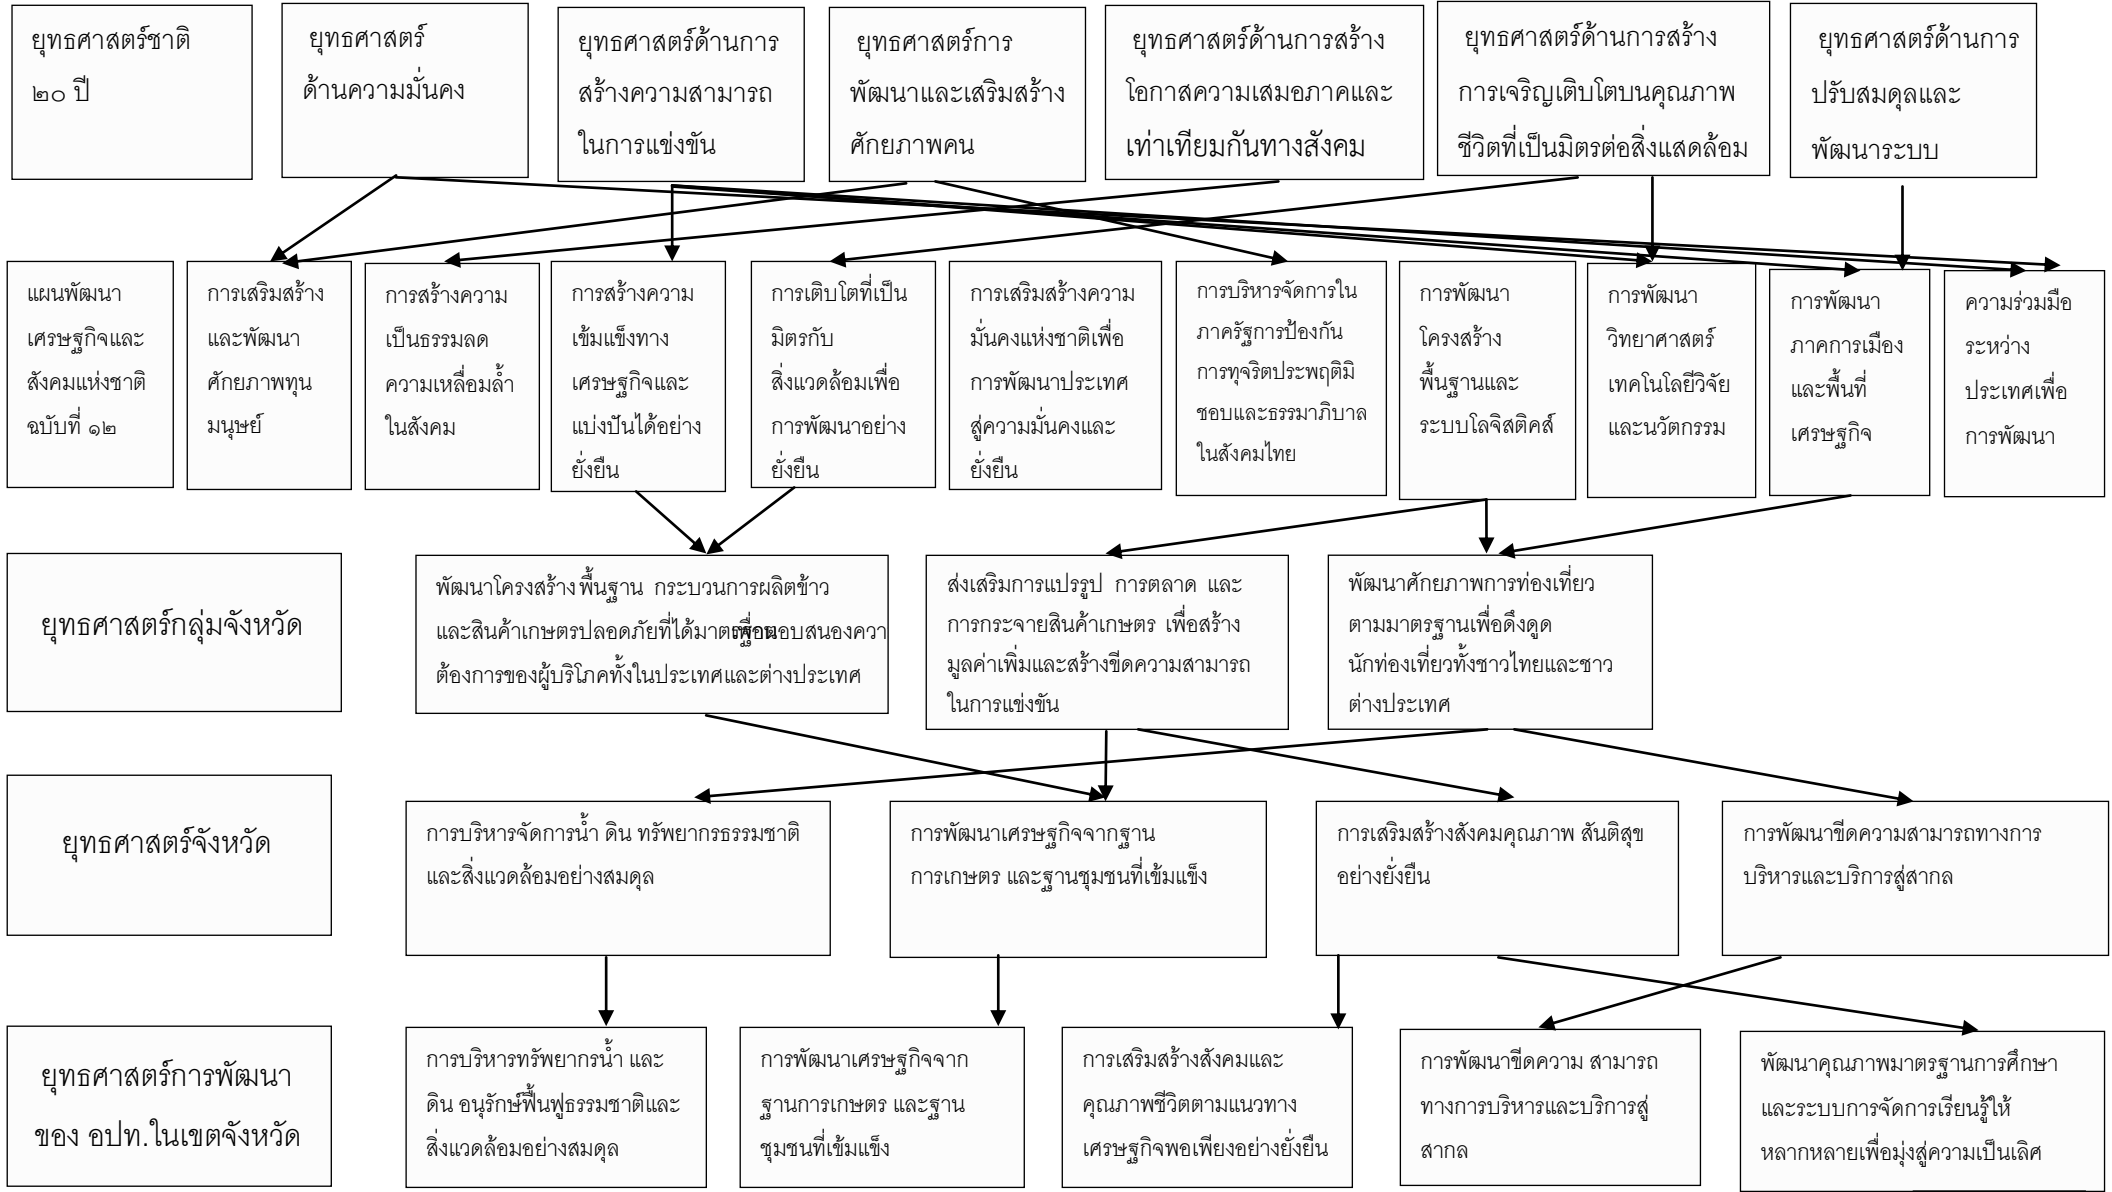 ยุทธศาสตร์ชาติ
๒๐ ปี
ยุทธศาสตร์
ด้านความมั่นคง
ยุทธศาสตร์ด้านการ
สร้างความสามารถ
ในการแข่งขัน
ยุทธศาสตร์การ
พัฒนาและเสริมสร้าง
ศักยภาพคน
ยุทธศาสตร์ด้านการสร้าง
โอกาสความเสมอภาคและ
เท่าเทียมกันทางสังคม
ยุทธศาสตร์ด้านการสร้าง
การเจริญเติบโตบนคุณภาพ
ชีวิตที่เป็นมิตรต่อสิ่งแสดล้อม
ยุทธศาสตร์ด้านการ
ปรับสมดุลและ
พัฒนาระบบ
แผนพัฒนา
เศรษฐกิจและ
สังคมแห่งชาติ
ฉบับที่ ๑๒
การเสริมสร้าง
และพัฒนา
ศักยภาพทุน
มนุษย์
การสร้างความ
เป็นธรรมลด
ความเหลื่อมล้ำ
ในสังคม
การสร้างความ
เข้มแข็งทาง
เศรษฐกิจและ
แบ่งปันได้อย่าง
ยั่งยืน
การเติบโตที่เป็น
มิตรกับ
สิ่งแวดล้อมเพื่อ
การพัฒนาอย่าง
ยั่งยืน
การเสริมสร้างความ
มั่นคงแห่งชาติเพื่อ
การพัฒนาประเทศ
สู่ความมั่นคงและ
ยั่งยืน
การบริหารจัดการใน
ภาครัฐการป้องกัน
การทุจริตประพฤติมิ
ชอบและธรรมาภิบาล
ในสังคมไทย
การพัฒนา
โครงสร้าง
พื้นฐานและ
ระบบโลจิสติคส์
การพัฒนา
วิทยาศาสตร์
เทคโนโลยีวิจัย
และนวัตกรรม
การพัฒนา
ภาคการเมือง
และพื้นที่
เศรษฐกิจ
ความร่วมมือ
ระหว่าง
ประเทศเพื่อ
การพัฒนา
ยุทธศาสตร์กลุ่มจังหวัด
พัฒนาโครงสร้างพื้นฐาน กระบวนการผลิตข้าว
และสินค้าเกษตรปลอดภัยที่ได้มาตรฐานเพื่อตอบสนองควา
ต้องการของผู้บริโภคทั้งในประเทศและต่างประเทศ
ส่งเสริมการแปรรูป การตลาด และ
การกระจายสินค้าเกษตร เพื่อสร้าง
มูลค่าเพิ่มและสร้างขีดความสามารถ
ในการแข่งขัน
พัฒนาศักยภาพการท่องเที่ยว
ตามมาตรฐานเพื่อดึงดูด
นักท่องเที่ยวทั้งชาวไทยและชาว
ต่างประเทศ
ยุทธศาสตร์จังหวัด
การบริหารจัดการน้ำ ดิน ทรัพยากรธรรมชาติ
และสิ่งแวดล้อมอย่างสมดุล
การพัฒนาเศรษฐกิจจากฐาน
การเกษตร และฐานชุมชนที่เข้มแข็ง
การเสริมสร้างสังคมคุณภาพ สันติสุข
อย่างยั่งยืน
การพัฒนาขีดความสามารถทางการ
บริหารและบริการสู่สากล
ยุทธศาสตร์การพัฒนา
ของ อปท.ในเขตจังหวัด
การบริหารทรัพยากรน้ำ และ
ดิน อนุรักษ์ฟื้นฟูธรรมชาติและ
สิ่งแวดล้อมอย่างสมดุล
การพัฒนาเศรษฐกิจจาก
ฐานการเกษตร และฐาน
ชุมชนที่เข้มแข็ง
การเสริมสร้างสังคมและ
คุณภาพชีวิตตามแนวทาง
เศรษฐกิจพอเพียงอย่างยั่งยืน
การพัฒนาขีดความ สามารถ
ทางการบริหารและบริการสู่
สากล
พัฒนาคุณภาพมาตรฐานการศึกษา
และระบบการจัดการเรียนรู้ให้
หลากหลายเพื่อมุ่งสู่ความเป็นเลิศ